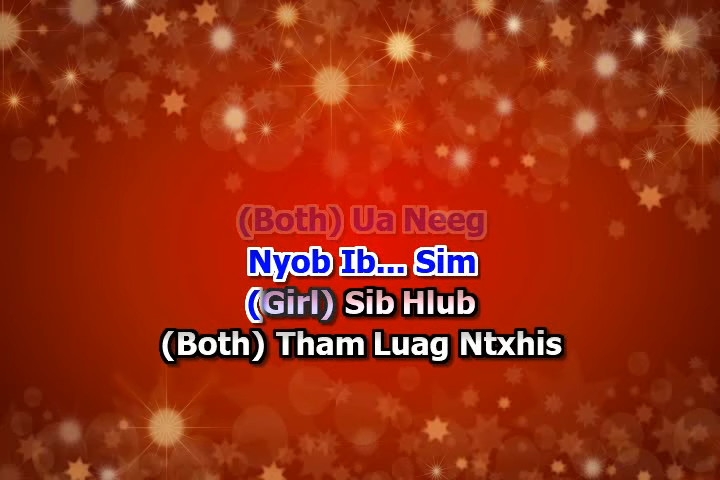 (Both) Ua Neeg
Nyob Ib... Sim
(Girl) Sib Hlub
(Both) Tham Luag Ntxhis